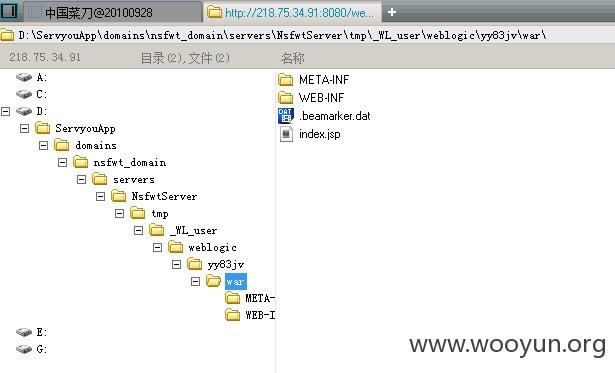 中国菜刀@20100928 http://218.75.34.91:8080/we...
D:\ServyouApp\domains\nsfwt_domain\servers\NsfwtServer\tmp\_WL_user\weblogic\yy83jv\war\
218.75.34.91 目录(2),文件(2) 名称
A:
C:
D:
ServyouApp
domains
nsfwt_domain
servers
NsfwtServer
tmp
_WL_user
weblogic
yy83jv
war
META-
WEB-I
E:
G:
META-INF
WEB-INF
.beamarker.dat
index.jsp
www.wooyun.org